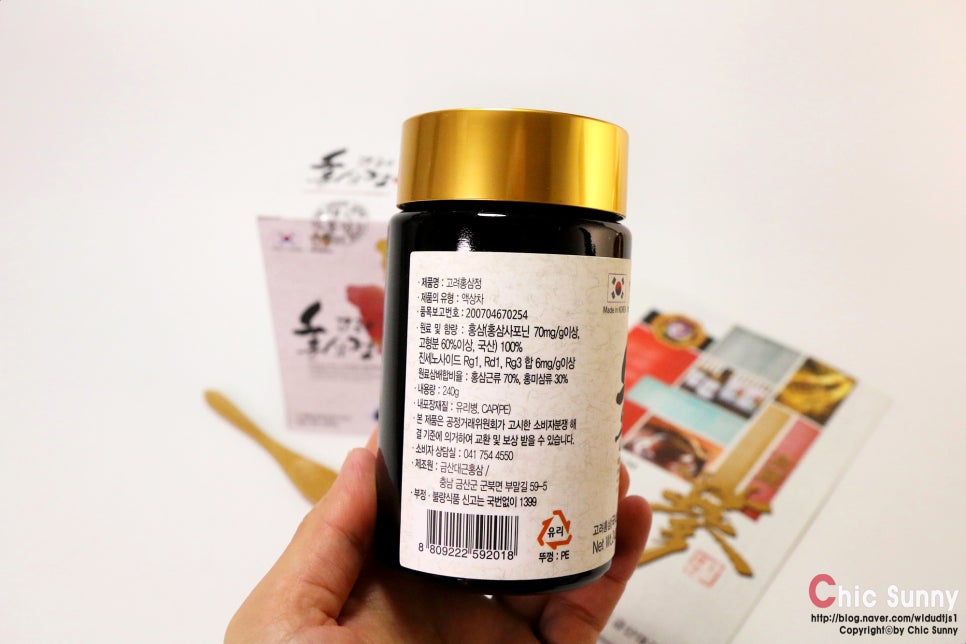 · 제품명 : 고려홍삼정
· 제품의 유형 : 액상차
· 품목보고번호 : 200704670254
· 원료 및 함량 : 홍삼(홍삼사포닌 70mg/g이상,
고형분 60%이상, 국산) 100%
진세노사이드 Rg1, Rd1, Rg3 합 6mg/g이상
원료삼배합비율 : 홍삼근류 70%, 홍미삼류 30%
· 내용량 : 240g
· 내포장재질 : 유리병, CAP(PE)
· 본 제품은 공정거래위원회가 고시한 소비자분쟁 해
결 기준에 의거하여 교환 및 보상 받을 수 있습니다.
· 소비자 상담실 : 041 754 4550
· 제조원 : 금산대근홍삼 /
충남 금산군 군북면 부말길 59-5
· 부정 · 불량식품 신고는 국번없이 1399
8 809222 592018
유리
뚜껑 : PE
Made in KOREA
고려홍삼
Net Wt.
홍삼정
Chic Sunny
http://blog.naver.com/wldudtjs1
Copyright©by Chic Sunny